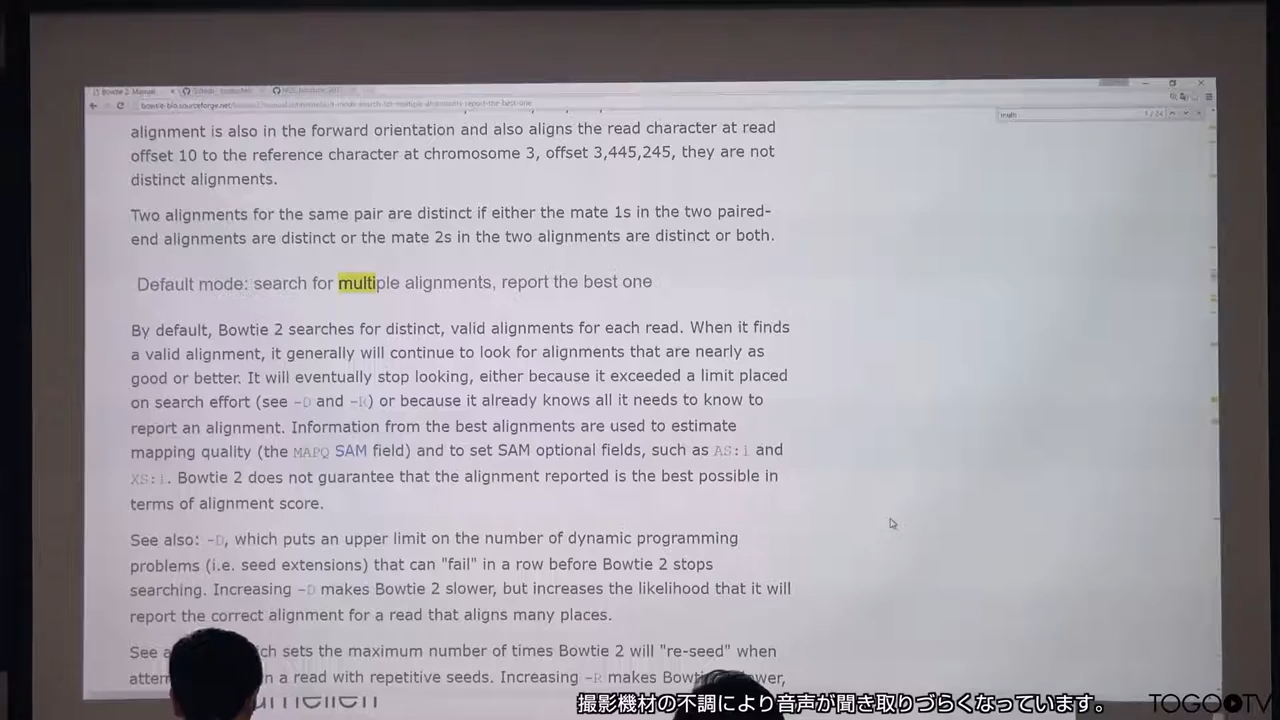 Bowtie 2: Manual
alignment is also in the forward orientation and also aligns the read character at read
offset 10 to the reference character at chromosome 3, offset 3,445,245, they are not
distinct alignments.
Two alignments for the same pair are distinct if either the mate 1s in the two paired-
end alignments are distinct or the mate 2s in the two alignments are distinct or both.
Default mode: search for multiple alignments, report the best one
By default, Bowtie 2 searches for distinct, valid alignments for each read. When it finds
a valid alignment, it generally will continue to look for alignments that are nearly as
good or better. It will eventually stop looking, either because it exceeded a limit placed
on search effort (see -D and -R) or because it already knows all it needs to know to
report an alignment. Information from the best alignments are used to estimate
mapping quality (the MAPQ SAM field) and to set SAM optional fields, such as AS:i and
XS:i. Bowtie 2 does not guarantee that the alignment reported is the best possible in
terms of alignment score.
See also: -D, which puts an upper limit on the number of dynamic programming
problems (i.e. seed extensions) that can "fail" in a row before Bowtie 2 stops
searching. Increasing -D makes Bowtie 2 slower, but increases the likelihood that it will
report the correct alignment for a read that aligns many places.
See sets the maximum number of times Bowtie 2 will "re-seed" when
a read with repetitive seeds. Increasing -R makes
撮影機材の不調により音声が聞き取りづらくなっています。
TOGOTV